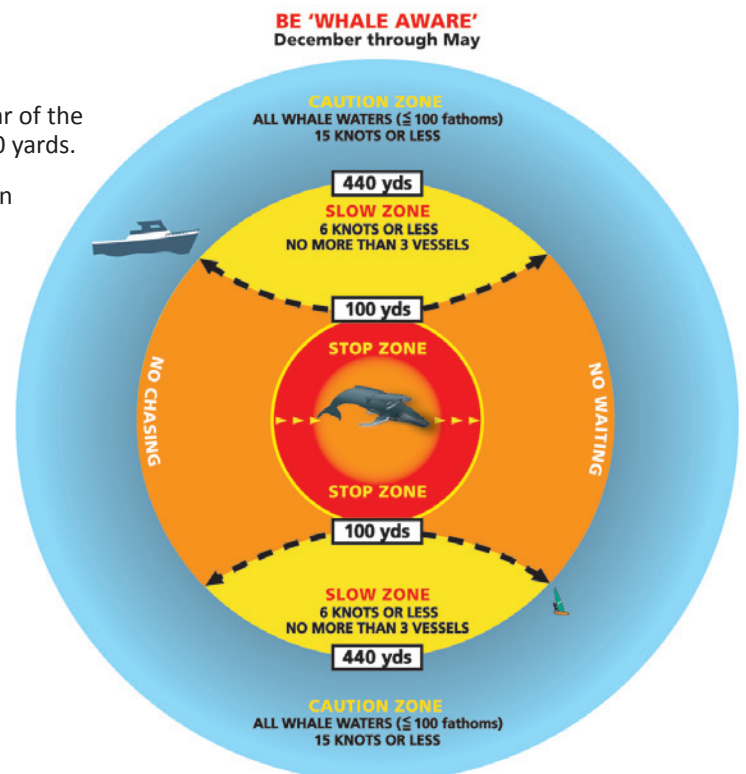 BE 'WHALE AWARE'
December through May
of the
yards.
CAUTION ZONE
ALL WHALE WATERS (≦ 100 fathoms)
15 KNOTS OR LESS
440 yds
SLOW ZONE
6 KNOTS OR LESS
NO MORE THAN 3 VESSELS
100 yds
STOP ZONE
NO CHASING
NO WAITING
STOP ZONE
100 yds
SLOW ZONE
6 KNOTS OR LESS
NO MORE THAN 3 VESSELS
440 yds
CAUTION ZONE
ALL WHALE WATERS (≦ 100 fathoms)
15 KNOTS OR LESS